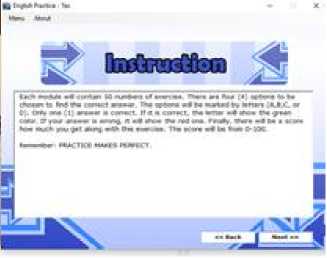 English Practice - Tes
Menu About
Instruction
Each module will contain 50 numbers of exercise. There are four (4) options to be
chosen to find the correct answer. The options will be marked by letters (A,B,C, or
D). Only one (1) answer is correct. If it is correct, the letter will show the green
color. If your answer is wrong, it will show the red one. Finally, there will be a score
how much you get along with this exercise. The score will be from 0-100.
Remember: PRACTICE MAKES PERFECT.
<< Back Next >>